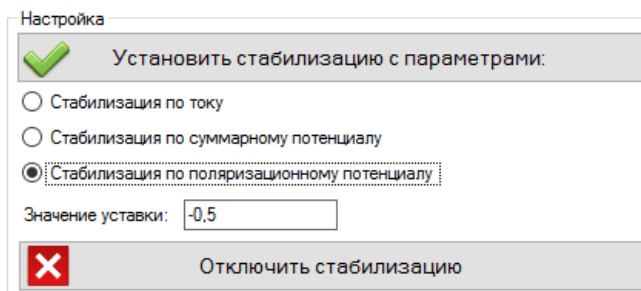 Настройка
Установить стабилизацию с параметрами:
Стабилизация по току
Стабилизация по суммарному потенциалу
Стабилизация по поляризационному потенциалу
Значение уставки: -0,5
Отключить стабилизацию